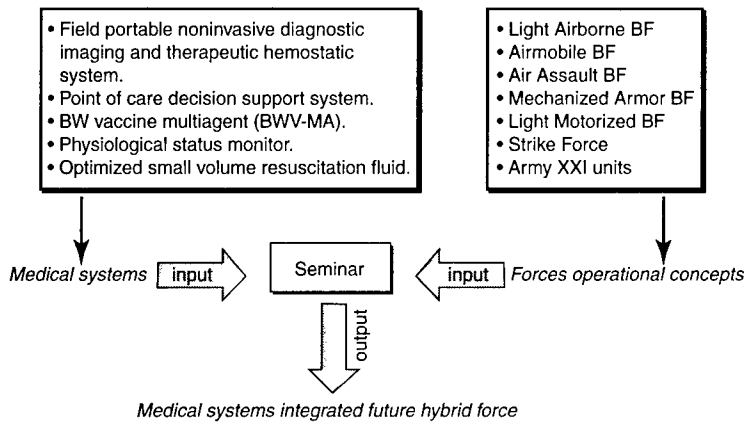 • Field portable noninvasive diagnostic
imaging and therapeutic hemostatic
system.
• Point of care decision support system.
• BW vaccine multiagent (BWV-MA).
• Physiological status monitor.
• Optimized small volume resuscitation fluid.
• Light Airborne BF
• Airmobile BF
• Air Assault BF
• Mechanized Armor BF
• Light Motorized BF
• Strike Force
• Army XXI units
Medical systems
input
Seminar
input
Forces operational concepts
output
Medical systems integrated future hybrid force